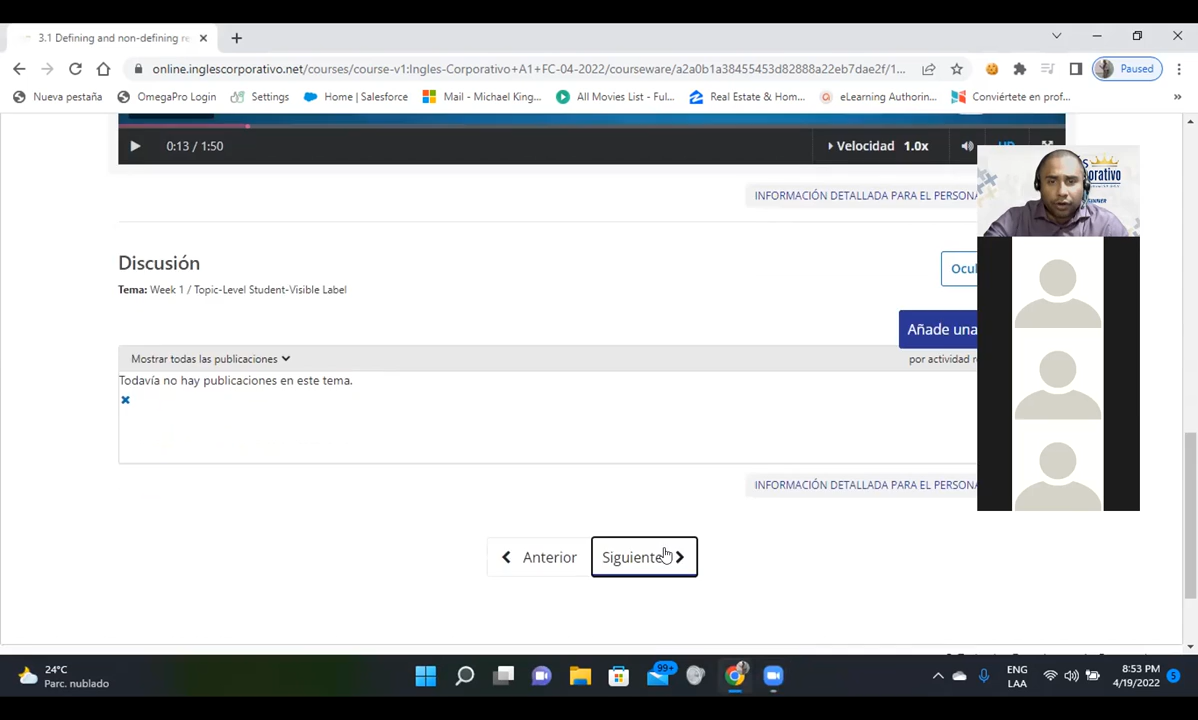 3.1 Defining and non-defining re
online.inglescorporativo.net/courses/course-v1:Ingles-Corporativo+A1+FC-04-2022/courseware/a2a0b1a38455453d82888a22eb7dae2f/1...
Paused
Nueva pestaña
OmegaPro Login
Settings
Home | Salesforce
Mail - Michael King...
All Movies List - Ful...
Real Estate & Hom...
eLearning Authorin...
Conviértete en prof...
»
0:13 / 1:50
Velocidad 1.0x
HD
INFORMACIÓN DETALLADA PARA EL PERSONA
Discusión
Ocul
Tema: Week 1 / Topic-Level Student-Visible Label
Añade una
Mostrar todas las publicaciones
por actividad re
Todavía no hay publicaciones en este tema.
INFORMACIÓN DETALLADA PARA EL PERSONA
Anterior
Siguiente
24°C
Parc. nublado
99+
ENG
LAA
8:53 PM
4/19/2022
5